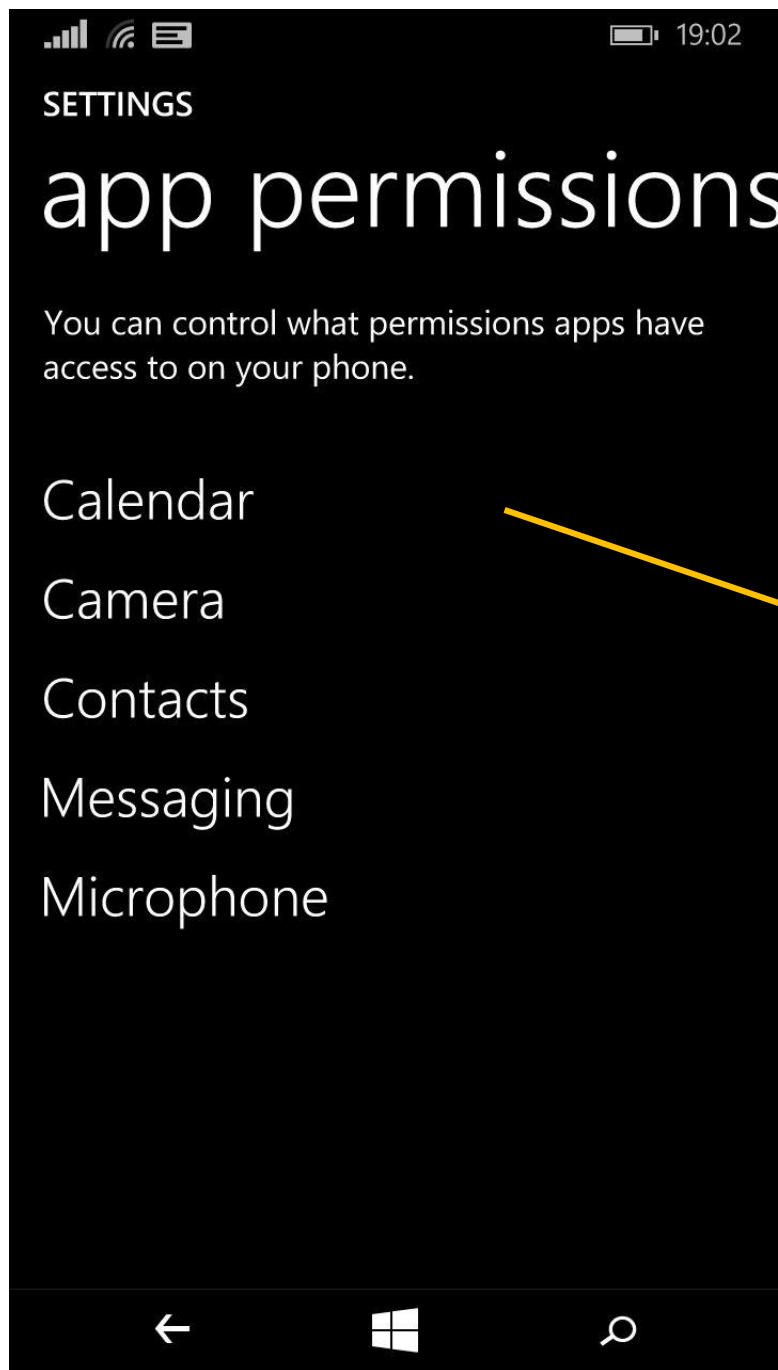 19:02
SETTINGS
app permissions
You can control what permissions apps have
access to on your phone.
Calendar
Camera
Contacts
Messaging
Microphone